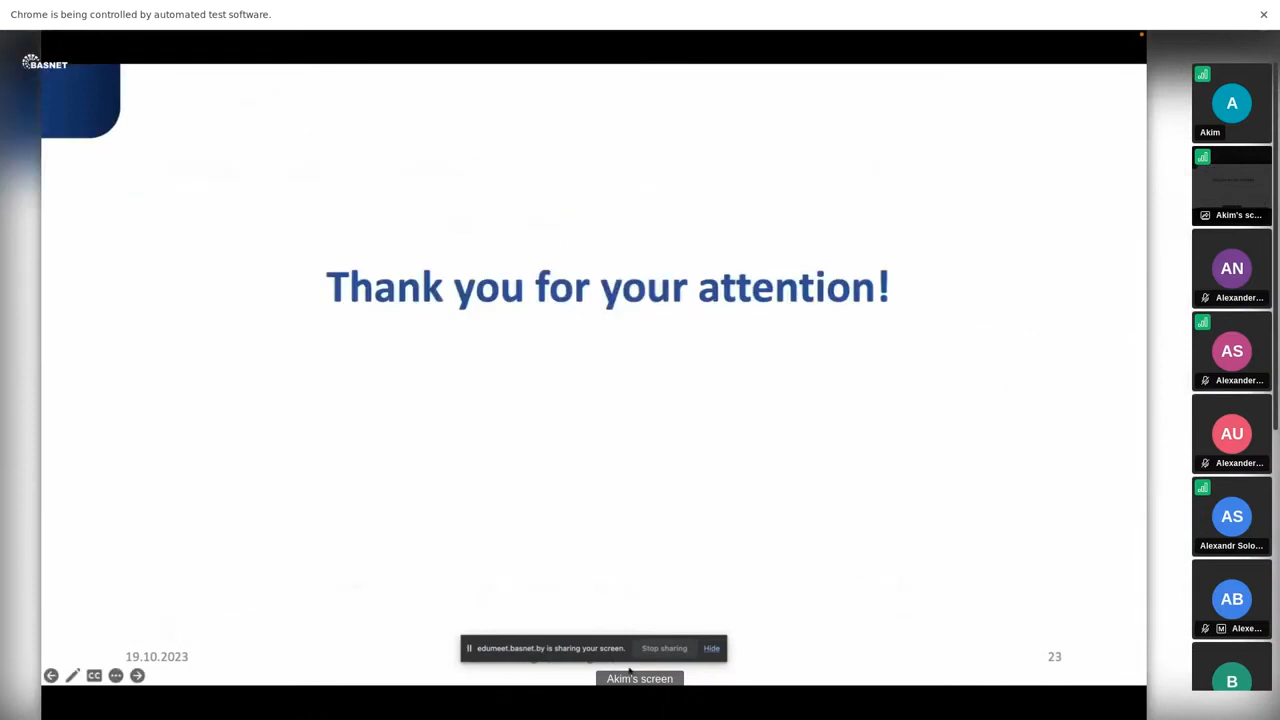 Chrome is being controlled by automated test software.
BASNET
Thank you for your attention!
19.10.2023
23
edumeet.basnet.by is sharing your screen.
Stop sharing
Hide
CC
Akim's screen
A
Akim
Akim's sc...
AN
Alexander...
AS
Alexander...
AU
Alexander...
AS
Alexandr Solo...
AB
M
Alexe...
B